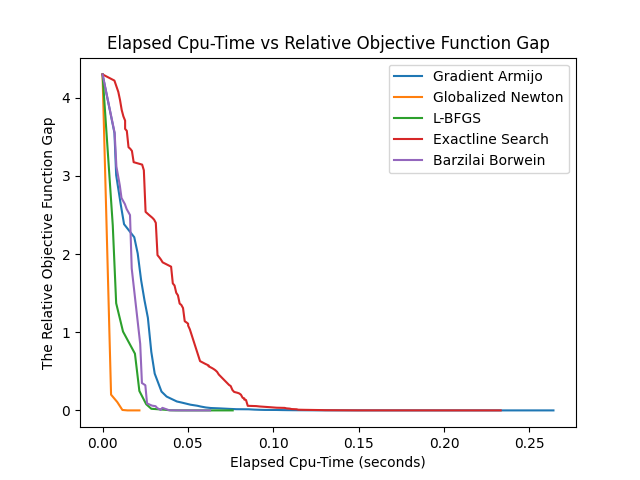 Elapsed Cpu-Time vs Relative Objective Function Gap
The Relative Objective Function Gap
4
3
2
1
0
Gradient Armijo
Globalized Newton
L-BFGS
Exactline Search
Barzilai Borwein
0.00 0.05 0.10 0.15 0.20 0.25
Elapsed Cpu-Time (seconds)